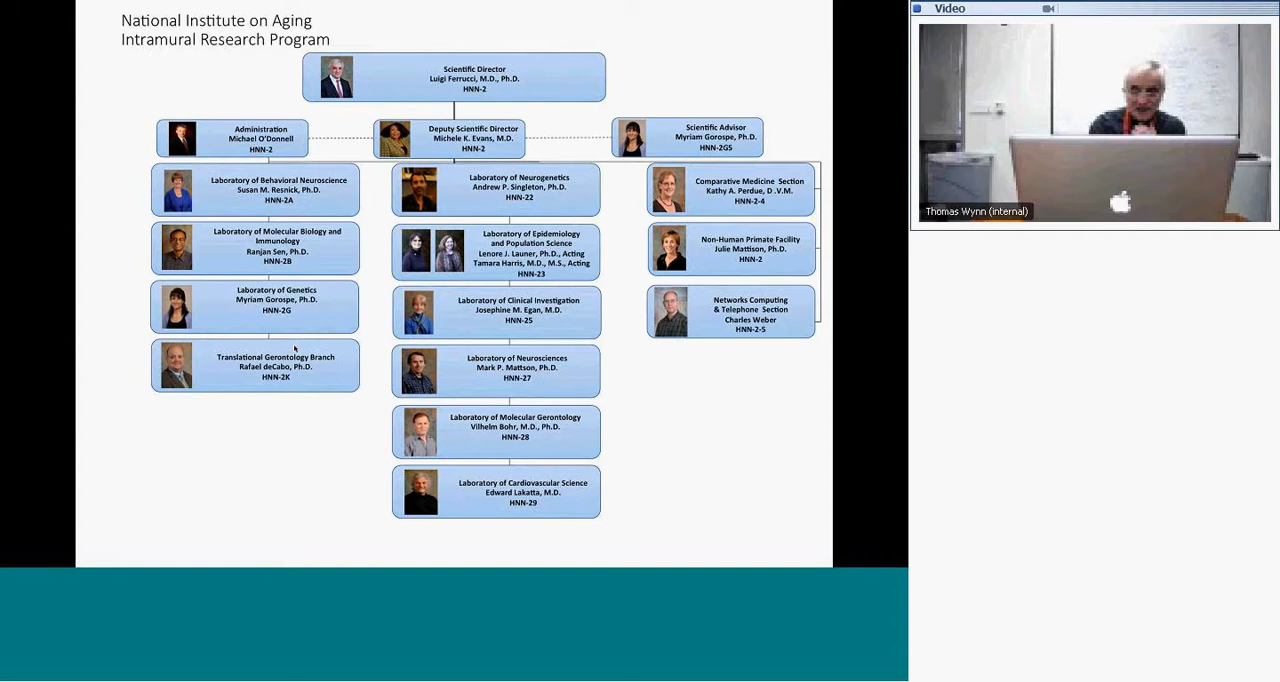 National Institute on Aging
Intramural Research Program
Scientific Director
Luigi Ferrucci, M.D., Ph.D.
HNN-2
Administration
Michael O'Donnell
HNN-2
Deputy Scientific Director
Michele K. Evans, M.D.
HNN-2
Scientific Advisor
Myriam Gorospe, Ph.D.
HNN-2G5
Laboratory of Behavioral Neuroscience
Susan M. Resnick, Ph.D.
HNN-2A
Laboratory of Molecular Biology and
Immunology
Ranjan Sen, Ph.D.
HNN-2B
Laboratory of Genetics
Myriam Gorospe, Ph.D.
HNN-2G
Translational Gerontology Branch
Rafael deCabo, Ph.D.
HNN-2K
Laboratory of Neurogenetics
Andrew P. Singleton, Ph.D.
HNN-22
Laboratory of Epidemiology
and Population Science
Lenore J. Launer, Ph.D., Acting
Tamara Harris, M.D., M.S., Acting
HNN-23
Laboratory of Clinical Investigation
Josephine M. Egan, M.D.
HNN-25
Laboratory of Neurosciences
Mark P. Mattson, Ph.D.
HNN-27
Laboratory of Molecular Gerontology
Vilhelm Bohr, M.D., Ph.D.
HNN-28
Laboratory of Cardiovascular Science
Edward Lakatta, M.D.
HNN-29
Comparative Medicine Section
Kathy A. Perdue, D .V.M.
HNN-2-4
Non-Human Primate Facility
Julie Mattison, Ph.D.
HNN-2
Networks Computing
& Telephone Section
Charles Weber
HNN-2-5
Video
Thomas Wynn (internal)